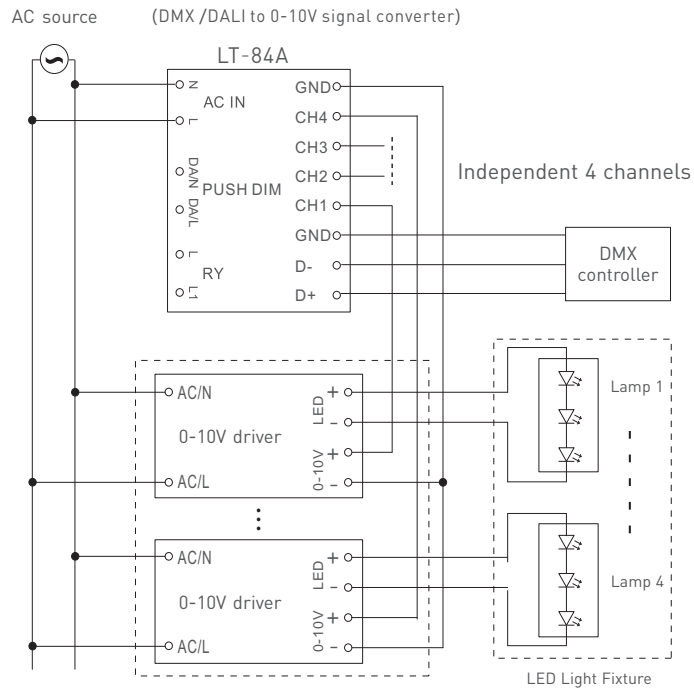 AC source
(DMX /DALI to 0-10V signal converter)
LT-84A
N
AC IN
L
DA/N
PUSH DIM
DA/L
L
RY
L1
GND
CH4
CH3
CH2
CH1
GND
D-
D+
Independent 4 channels
DMX
controller
AC/N
0-10V driver
AC/L
LED
+
-
0-10V
+
-
Lamp 1
AC/N
0-10V driver
AC/L
LED
+
-
0-10V
+
-
Lamp 4
LED Light Fixture